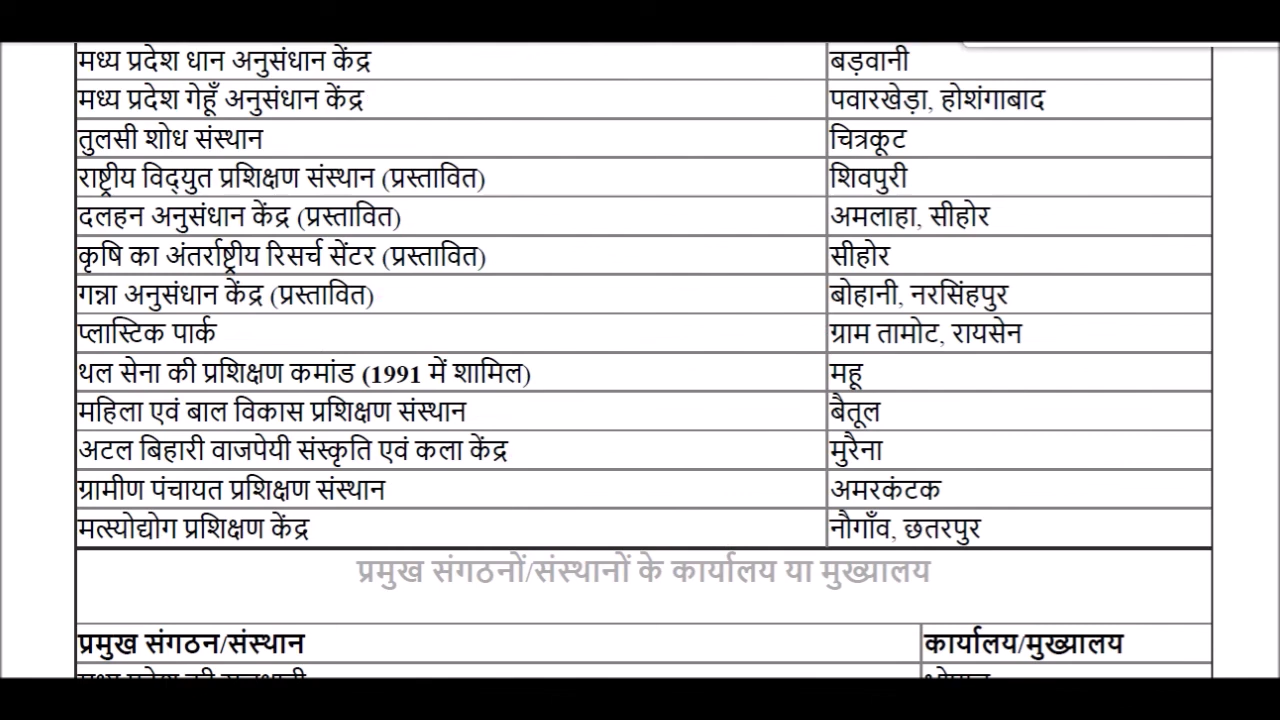 मध्य प्रदेश धान अनुसंधान केंद्र बड़वानी
मध्य प्रदेश गेहूँ अनुसंधान केंद्र पवारखेड़ा, होशंगाबाद
तुलसी शोध संस्थान चित्रकूट
राष्ट्रीय विद्युत प्रशिक्षण संस्थान (प्रस्तावित) शिवपुरी
दलहन अनुसंधान केंद्र (प्रस्तावित) अमलाहा, सीहोर
कृषि का अंतर्राष्ट्रीय रिसर्च सेंटर (प्रस्तावित) सीहोर
गन्ना अनुसंधान केंद्र (प्रस्तावित) बोहानी, नरसिंहपुर
प्लास्टिक पार्क ग्राम तामोट, रायसेन
थल सेना की प्रशिक्षण कमांड (1991 में शामिल) महू
महिला एवं बाल विकास प्रशिक्षण संस्थान बैतूल
अटल बिहारी वाजपेयी संस्कृति एवं कला केंद्र मुरैना
ग्रामीण पंचायत प्रशिक्षण संस्थान अमरकंटक
मत्स्योद्योग प्रशिक्षण केंद्र नौगाँव, छतरपुर
प्रमुख संगठनों/संस्थानों के कार्यालय या मुख्यालय
प्रमुख संगठन/संस्थान कार्यालय/मुख्यालय